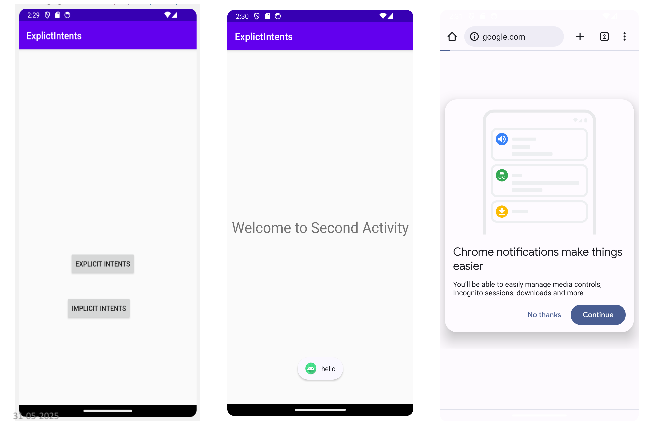 2:29
ExplictIntents
EXPLICIT INTENTS
IMPLICIT INTENTS
31-05-2025
2:30
ExplictIntents
Welcome to Second Activity
hello
google.com
2
Chrome notifications make things
easier
You'll be able to easily manage media controls,
incognito sessions, downloads and more
No thanks
Continue